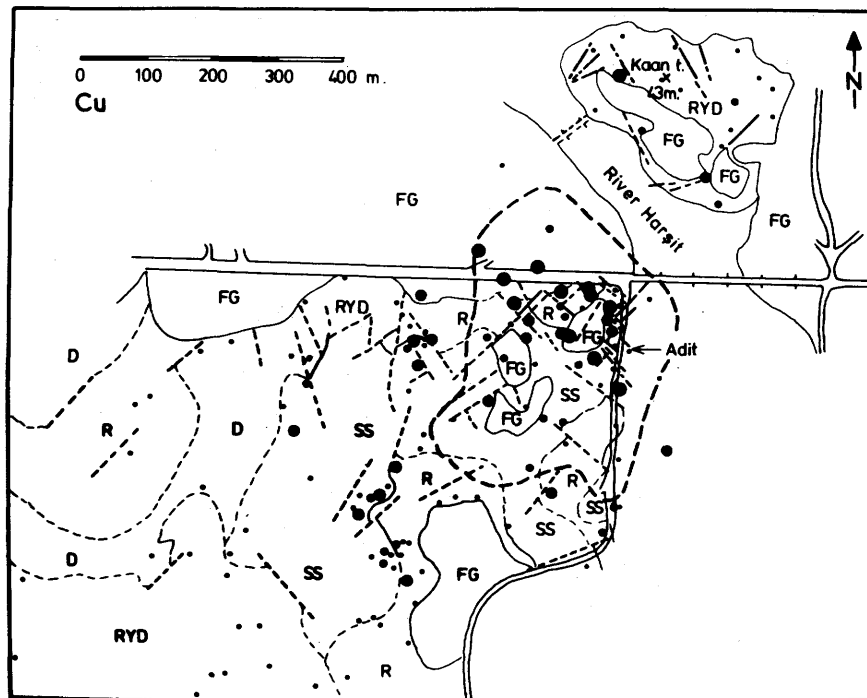 0 100 200 300 400 m.
Cu
N
Kaan t.
x
43m.
RYD
FG
FG
FG
River Harşit
FG
FG
RYD
R
R
FG
Adit
D
FG
R
D
SS
SS
FG
R
R
SS
SS
D
SS
FG
RYD
R